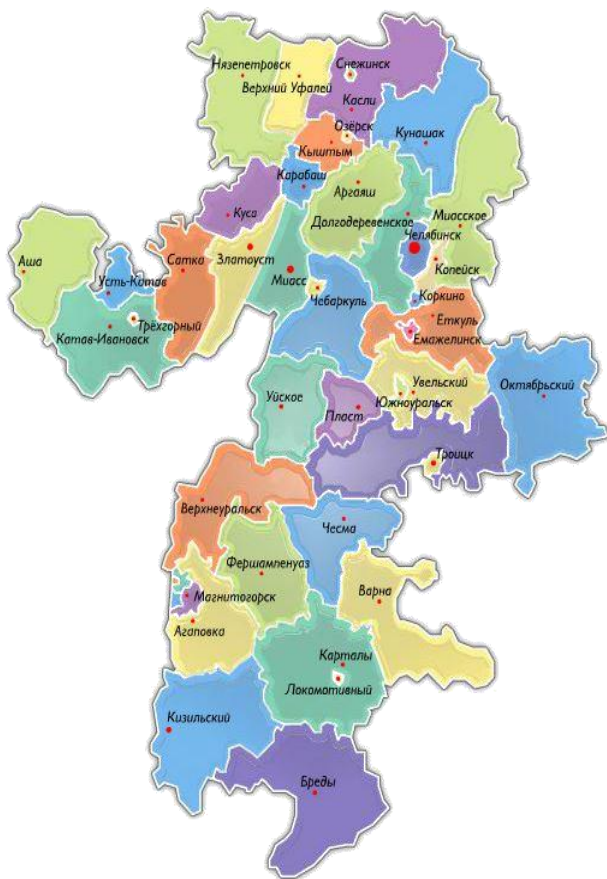 Нязепетровск
Снежинск
Верхний Уфалей
Касли
Озёрск
Кунашак
Кыштым
Карабаш
Аргаяш
Куса
Долгодеревенское
Миасское
Челябинск
Аша
Сатка
Златоуст
Копейск
Усть-Катав
Миасс
Чебаркуль
Коркино
Трёхгорный
Еткуль
Катав-Ивановск
Емажелинск
Увельский
Октябрьский
Уйское
Пласт
Южноуральск
Троицк
Верхнеуральск
Чесма
Фершампенуаз
Магнитогорск
Варна
Агаповка
Карталы
Локомотивный
Кизильский
Бреды